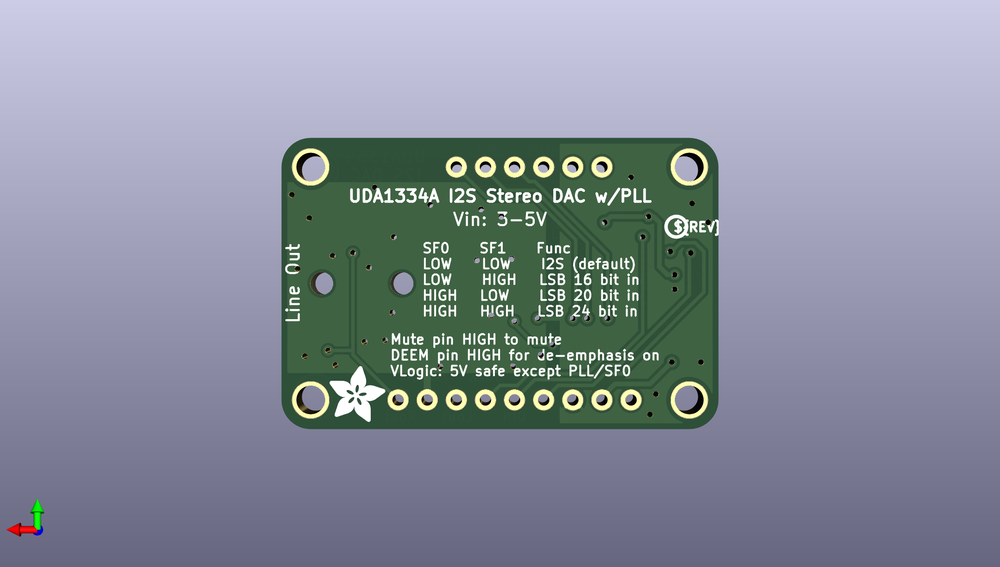 UDA1334A I2S Stereo DAC w/PLL
Vin: 3-5V
$[REV]
SF0 SF1 Func
LOW LOW I2S (default)
LOW HIGH LSB 16 bit in
HIGH LOW LSB 20 bit in
HIGH HIGH LSB 24 bit in
Line Out
Mute pin HIGH to mute
DEEM pin HIGH for de-emphasis on
VLogic: 5V safe except PLL/SF0